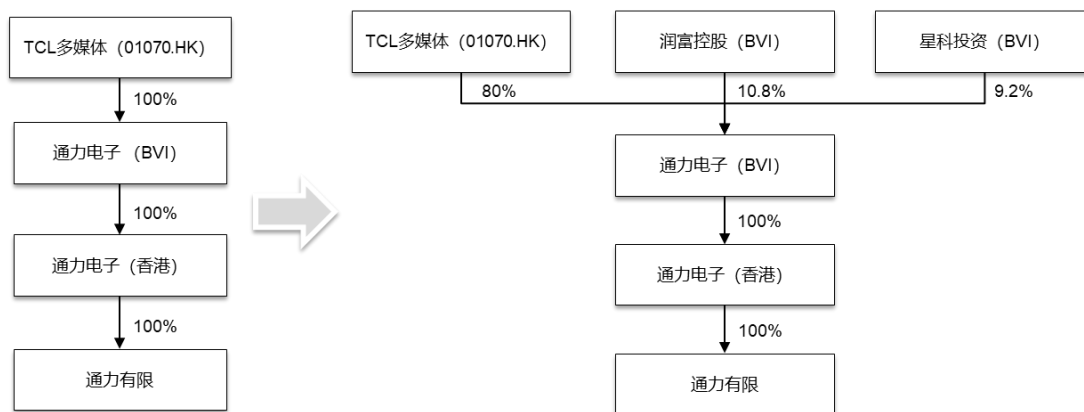 TCL多媒体（01070.HK）
100%
通力电子（BVI）
100%
通力电子（香港）
100%
通力有限
TCL多媒体（01070.HK）
润富控股（BVI）
星科投资（BVI）
80%
10.8%
9.2%
通力电子（BVI）
100%
通力电子（香港）
100%
通力有限